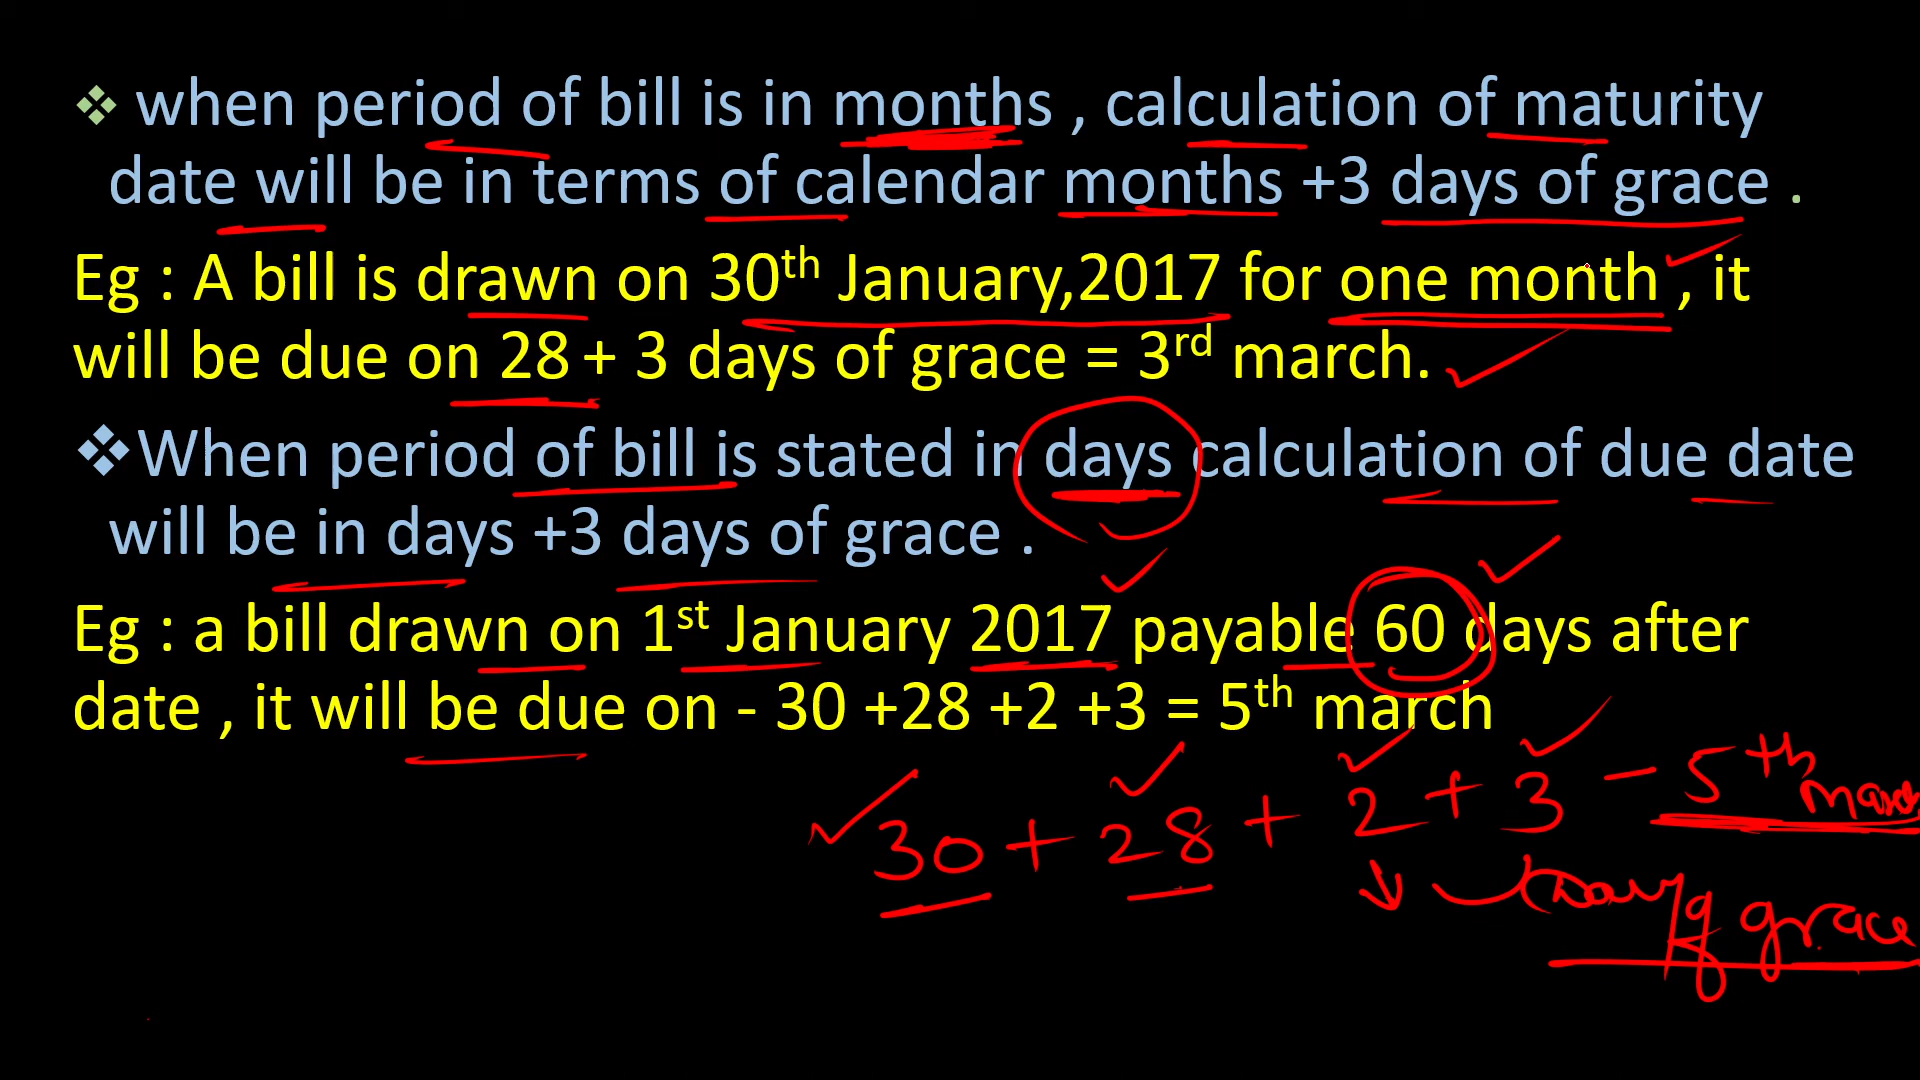 ❖ when period of bill is in months , calculation of maturity
date will be in terms of calendar months +3 days of grace .
Eg : A bill is drawn on 30th January,2017 for one month , it
will be due on 28 + 3 days of grace = 3rd march.
❖When period of bill is stated in days calculation of due date
will be in days +3 days of grace .
Eg : a bill drawn on 1st January 2017 payable 60 days after
date , it will be due on - 30 +28 +2 +3 = 5th march
30 + 28 + 2 + 3 - 5th march
Day of grace